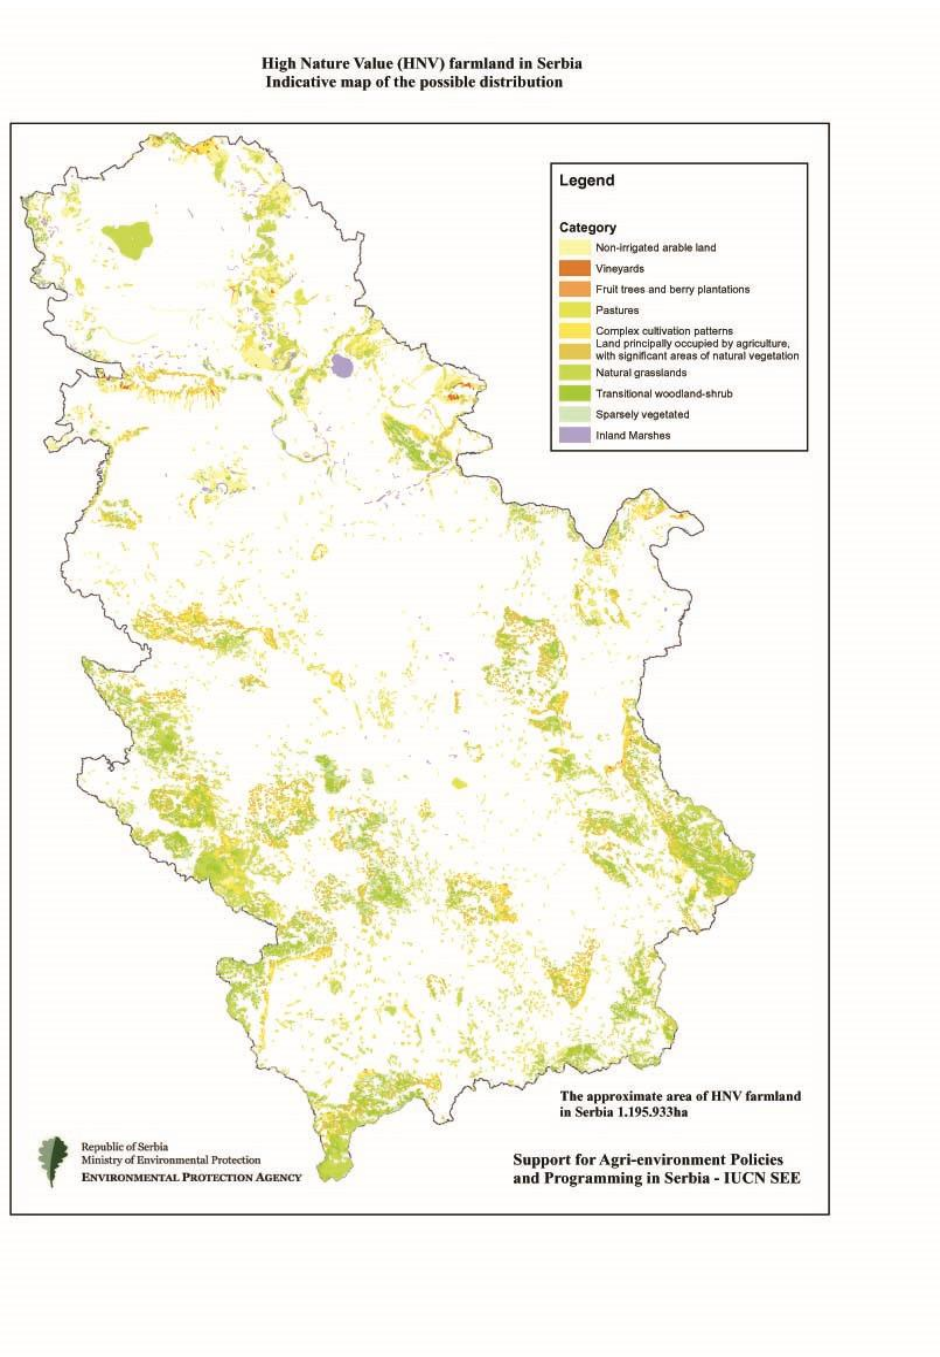 High Nature Value (HNV) farmland in Serbia
Indicative map of the possible distribution
Legend
Category
Non-irrigated arable land
Vineyards
Fruit trees and berry plantations
Pastures
Complex cultivation patterns
Land principally occupied by agriculture,
with significant areas of natural vegetation
Natural grasslands
Transitional woodland-shrub
Sparsely vegetated
Inland Marshes
The approximate area of HNV farmland
in Serbia 1.195.933ha
Republic of Serbia
Ministry of Environmental Protection
ENVIRONMENTAL PROTECTION AGENCY
Support for Agri-environment Policies
and Programming in Serbia - IUCN SEE